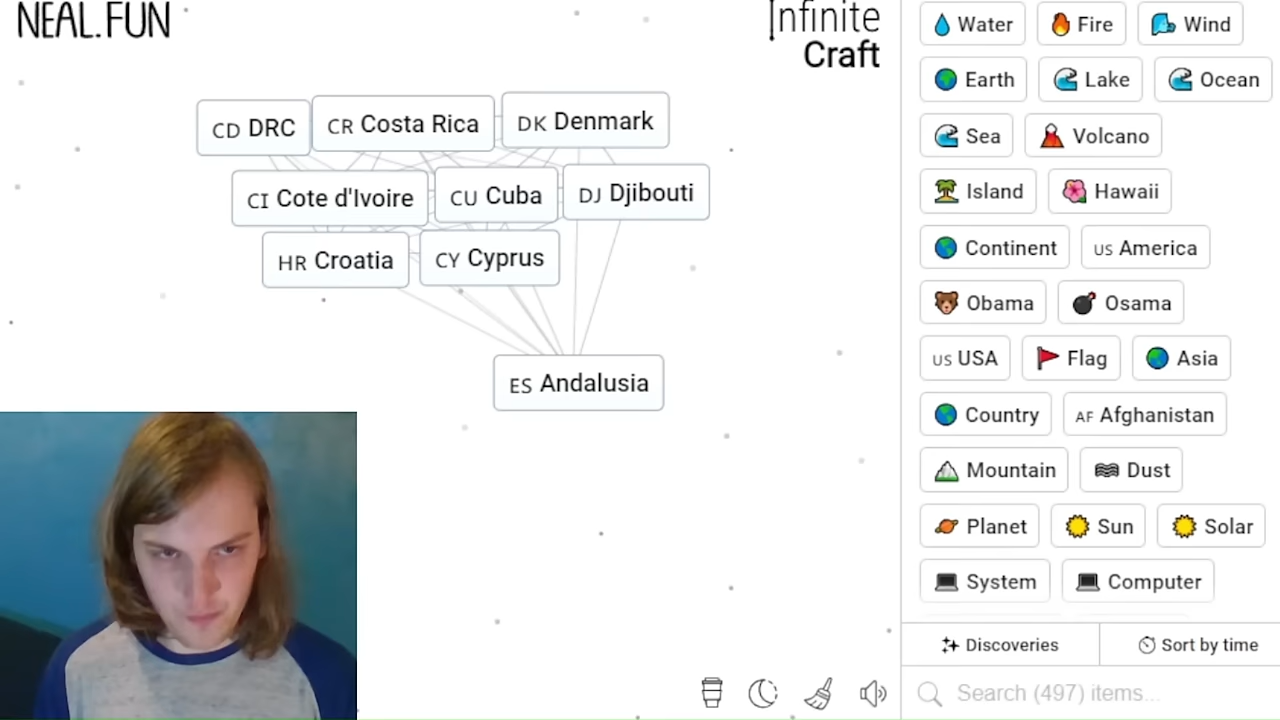 NEAL.FUN
Infinite
Craft
CD DRC
CR Costa Rica
DK Denmark
CI Cote d'Ivoire
CU Cuba
DJ Djibouti
HR Croatia
CY Cyprus
ES Andalusia
Water
Fire
Wind
Earth
Lake
Ocean
Sea
Volcano
Island
Hawaii
Continent
US America
Obama
Osama
US USA
Flag
Asia
Country
AF Afghanistan
Mountain
Dust
Planet
Sun
Solar
System
Computer
Discoveries
Sort by time
Search (497) items...